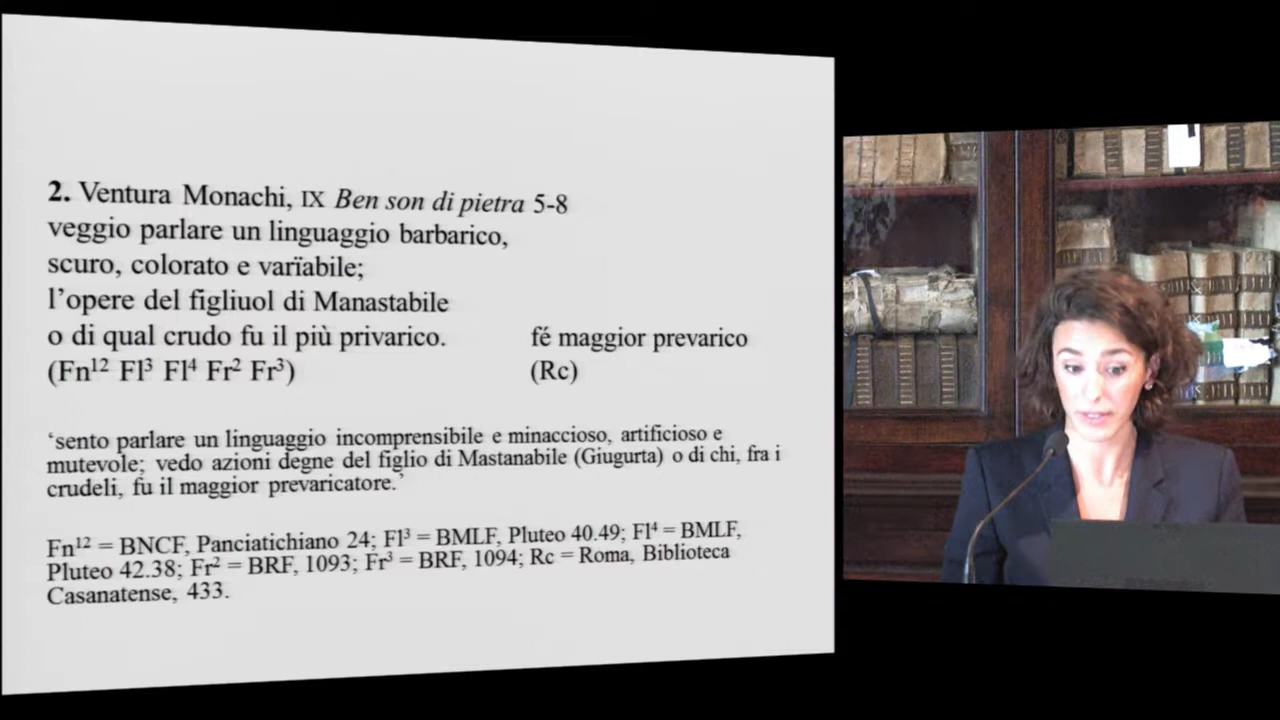 2. Ventura Monachi, IX Ben son di pietra 5-8
veggio parlare un linguaggio barbarico,
scuro, colorato e varïabile;
l’opere del figliuol di Manastabile
o di qual crudo fu il più privarico. fé maggior prevarico
(Fn¹² Fl³ Fl⁴ Fr² Fr³) (Rc)
‘sento parlare un linguaggio incomprensibile e minaccioso, artificioso e
mutevole; vedo azioni degne del figlio di Mastanabile (Giugurta) o di chi, fra i
crudeli, fu il maggior prevaricatore.’
Fn¹² = BNCF, Panciatichiano 24; Fl³ = BMLF, Pluteo 40.49; Fl⁴ = BMLF,
Pluteo 42.38; Fr² = BRF, 1093; Fr³ = BRF, 1094; Rc = Roma, Biblioteca
Casanatense, 433.